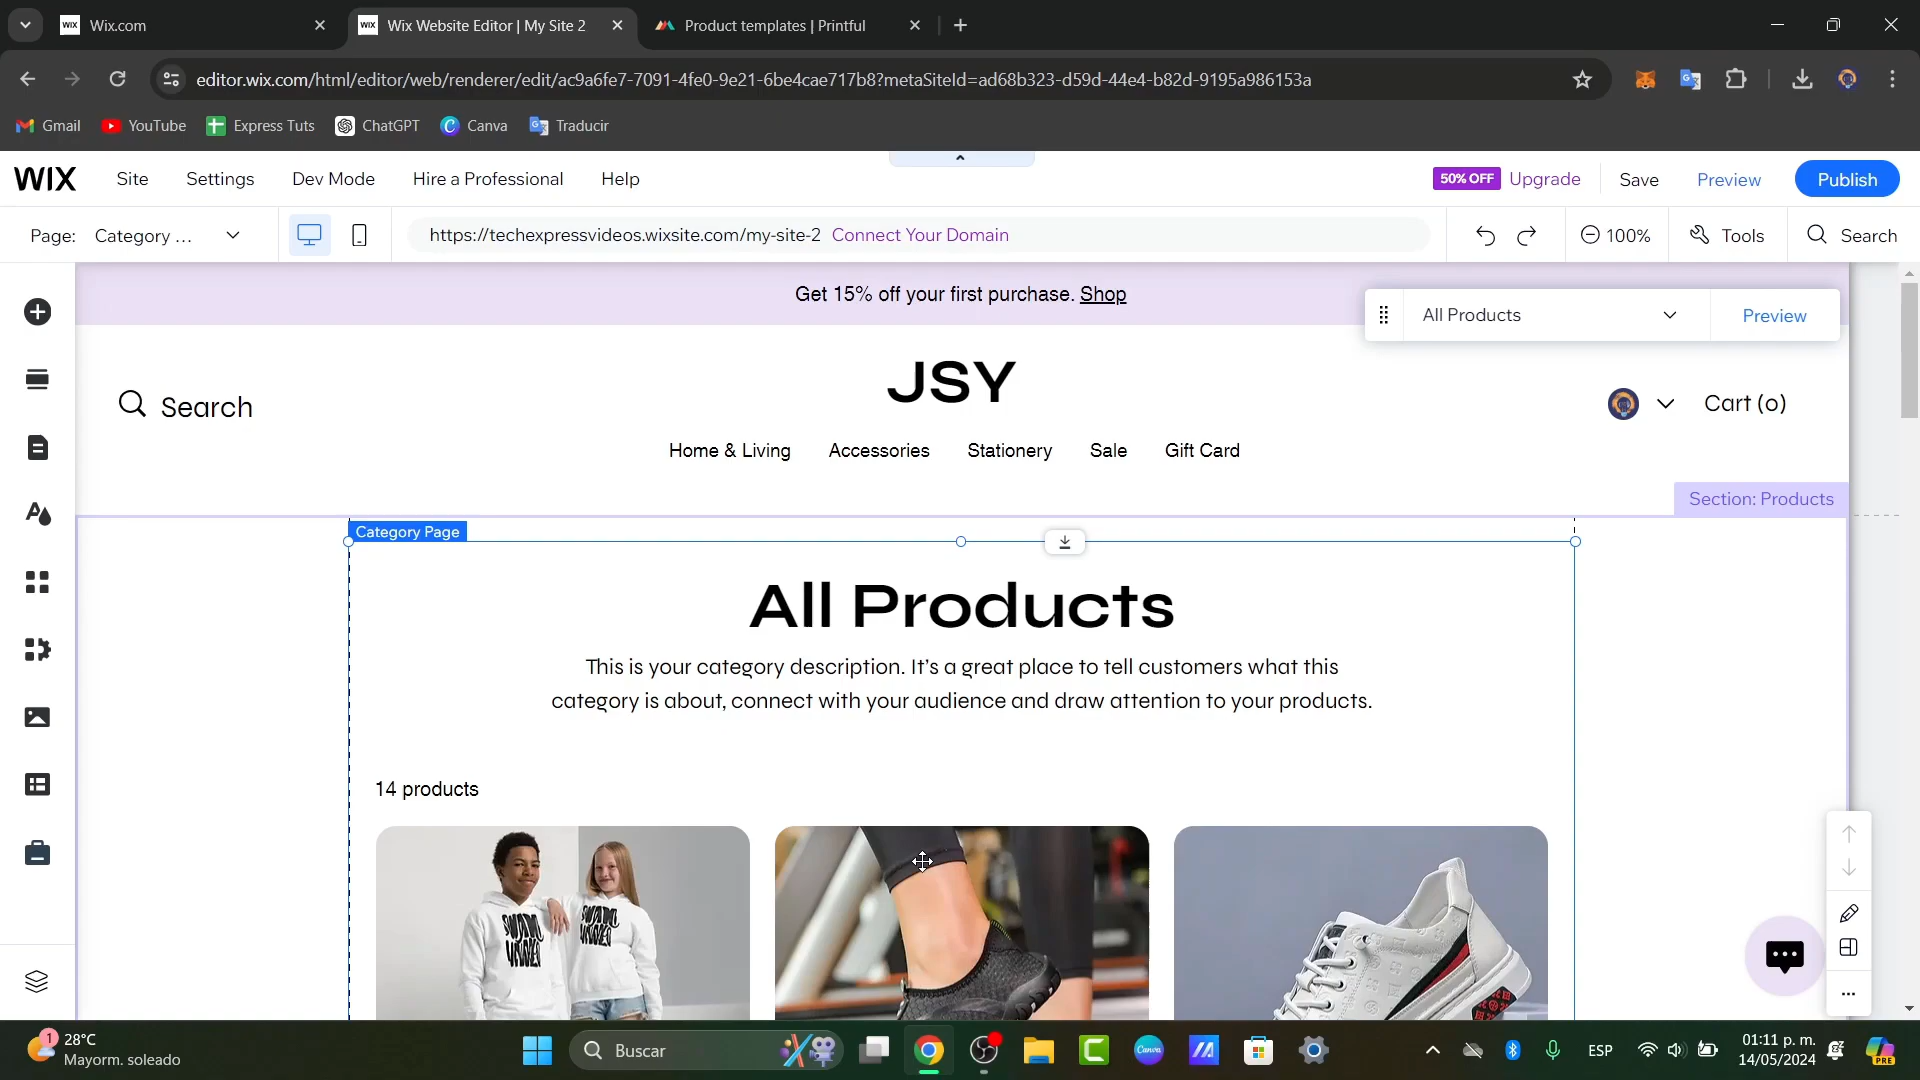 Wix.com
Wix Website Editor | My Site 2
Product templates | Printful
editor.wix.com/html/editor/web/renderer/edit/ac9a6fe7-7091-4fe0-9e21-6be4cae717b8?metaSiteId=ad68b323-d59d-44e4-b82d-9195a986153a
Gmail
YouTube
Express Tuts
ChatGPT
Canva
Traducir
WIX
Site
Settings
Dev Mode
Hire a Professional
Help
50% OFF
Upgrade
Save
Preview
Publish
Page: Category ...
https://techexpressvideos.wixsite.com/my-site-2 Connect Your Domain
100%
Tools
Search
Get 15% off your first purchase. Shop
All Products
Preview
Search
JSY
Cart (0)
Home & Living
Accessories
Stationery
Sale
Gift Card
Section: Products
Category Page
All Products
This is your category description. It's a great place to tell customers what this
category is about, connect with your audience and draw attention to your products.
14 products
1
28°C
Mayorm. soleado
Buscar
Canva
ESP
01:11 p. m.
14/05/2024
PRE